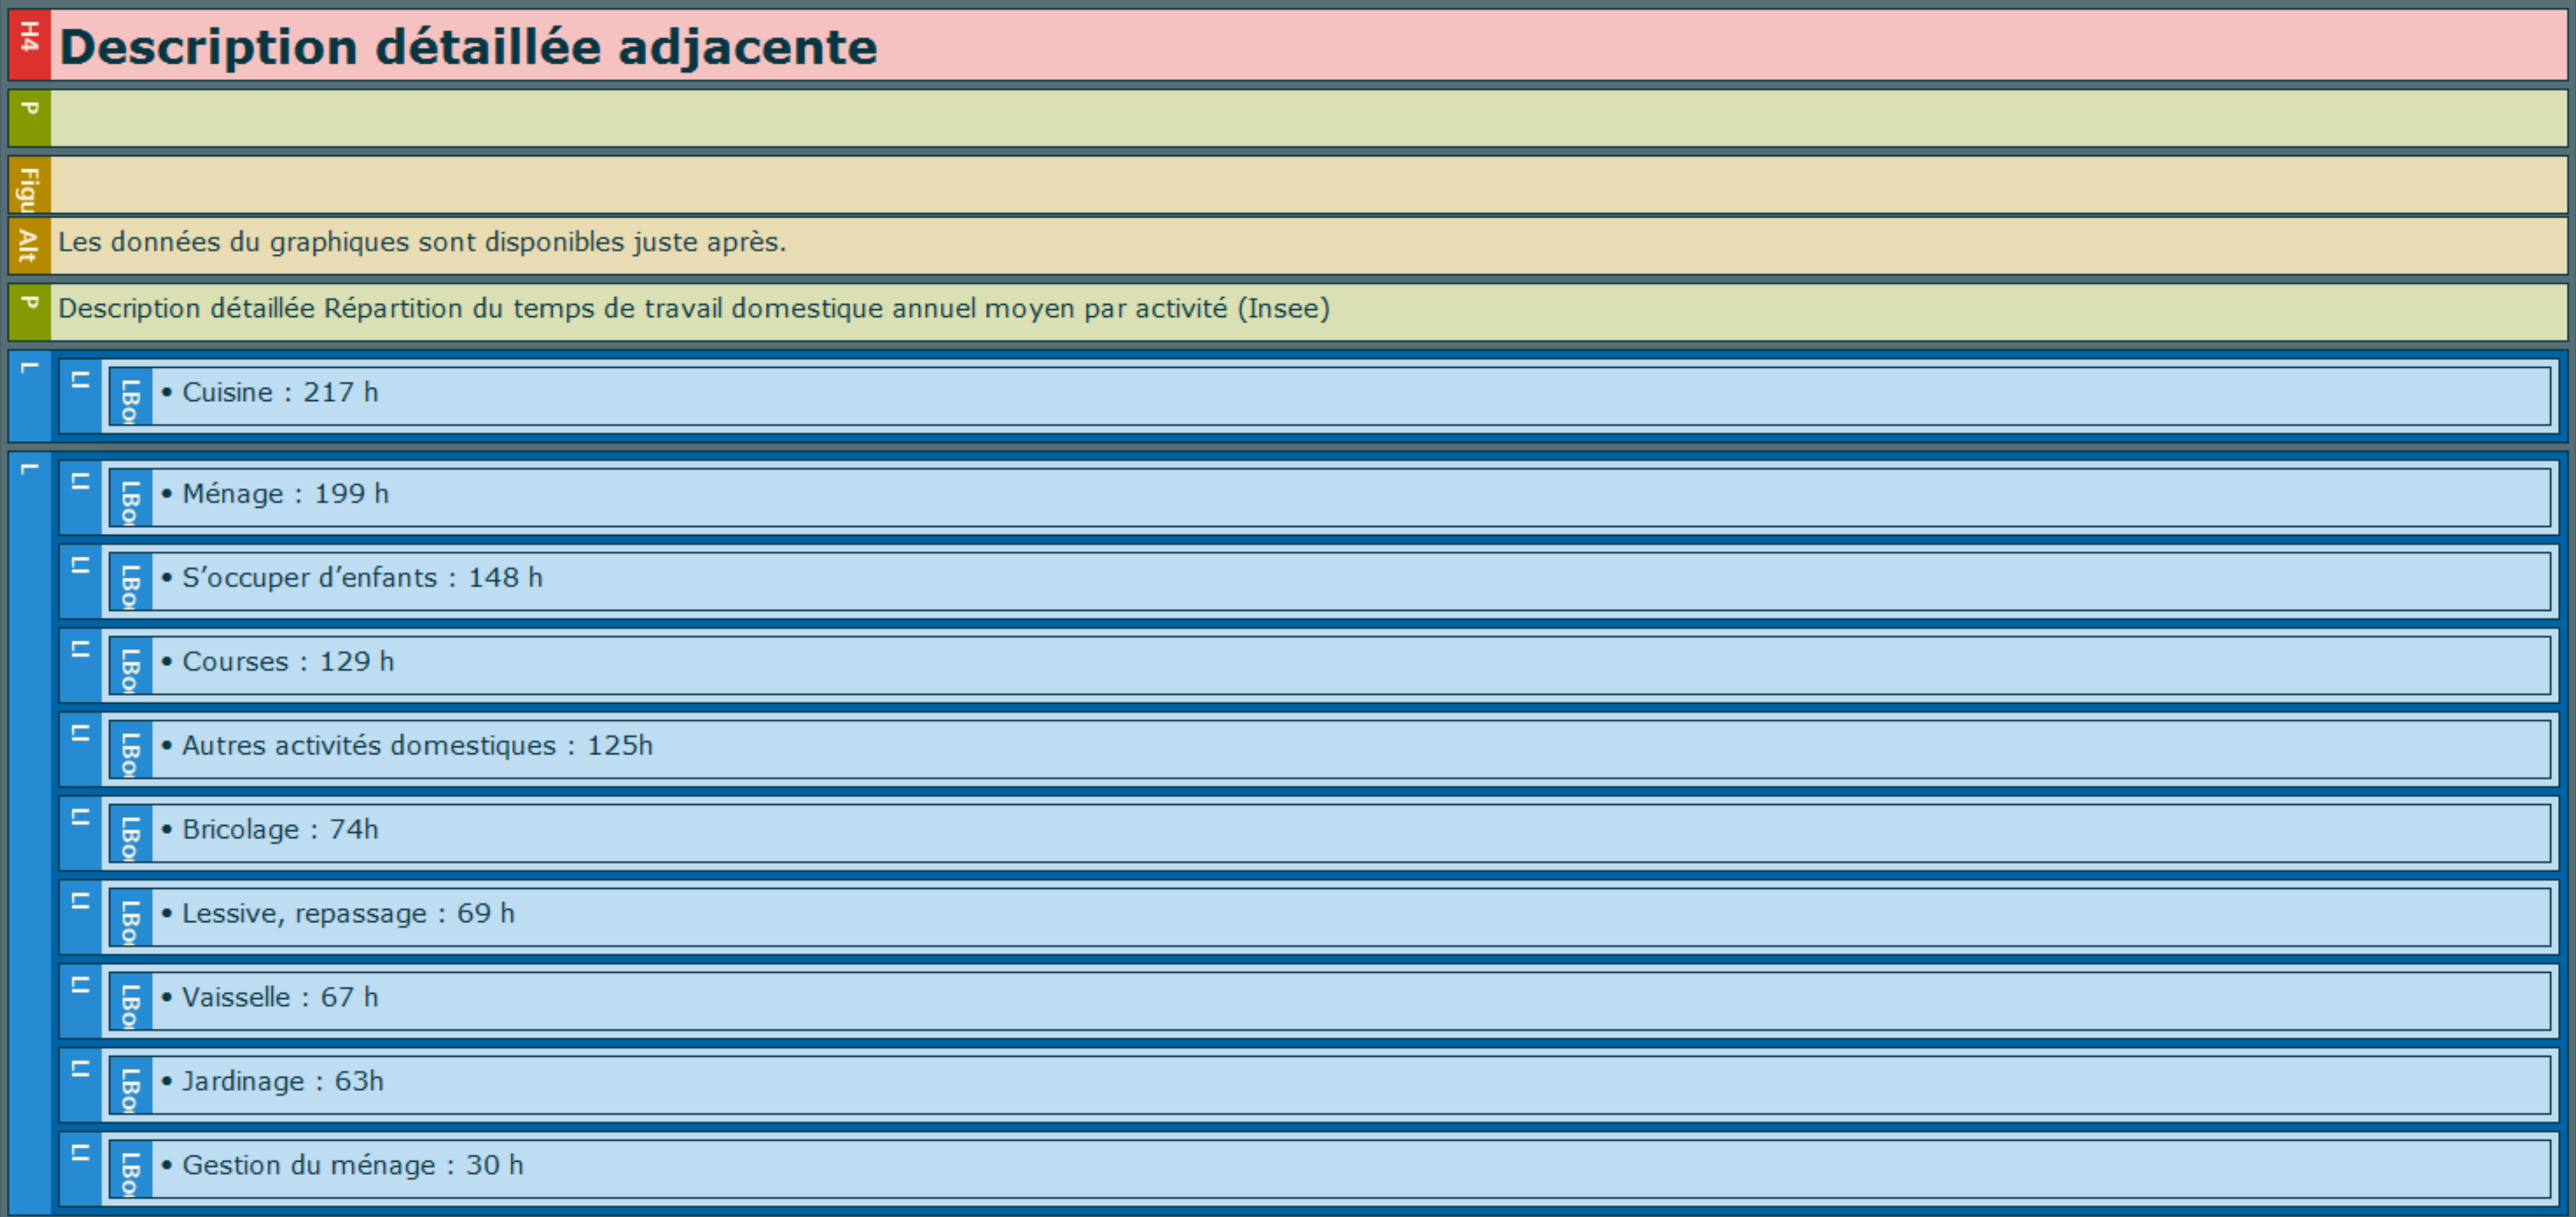 H4 Description détaillée adjacente
P
Figu
Alt Les données du graphiques sont disponibles juste après.
P Description détaillée Répartition du temps de travail domestique annuel moyen par activité (Insee)
L LI LBo • Cuisine : 217 h
L LI LBo • Ménage : 199 h
LI LBo • S’occuper d’enfants : 148 h
LI LBo • Courses : 129 h
LI LBo • Autres activités domestiques : 125h
LI LBo • Bricolage : 74h
LI LBo • Lessive, repassage : 69 h
LI LBo • Vaisselle : 67 h
LI LBo • Jardinage : 63h
LI LBo • Gestion du ménage : 30 h